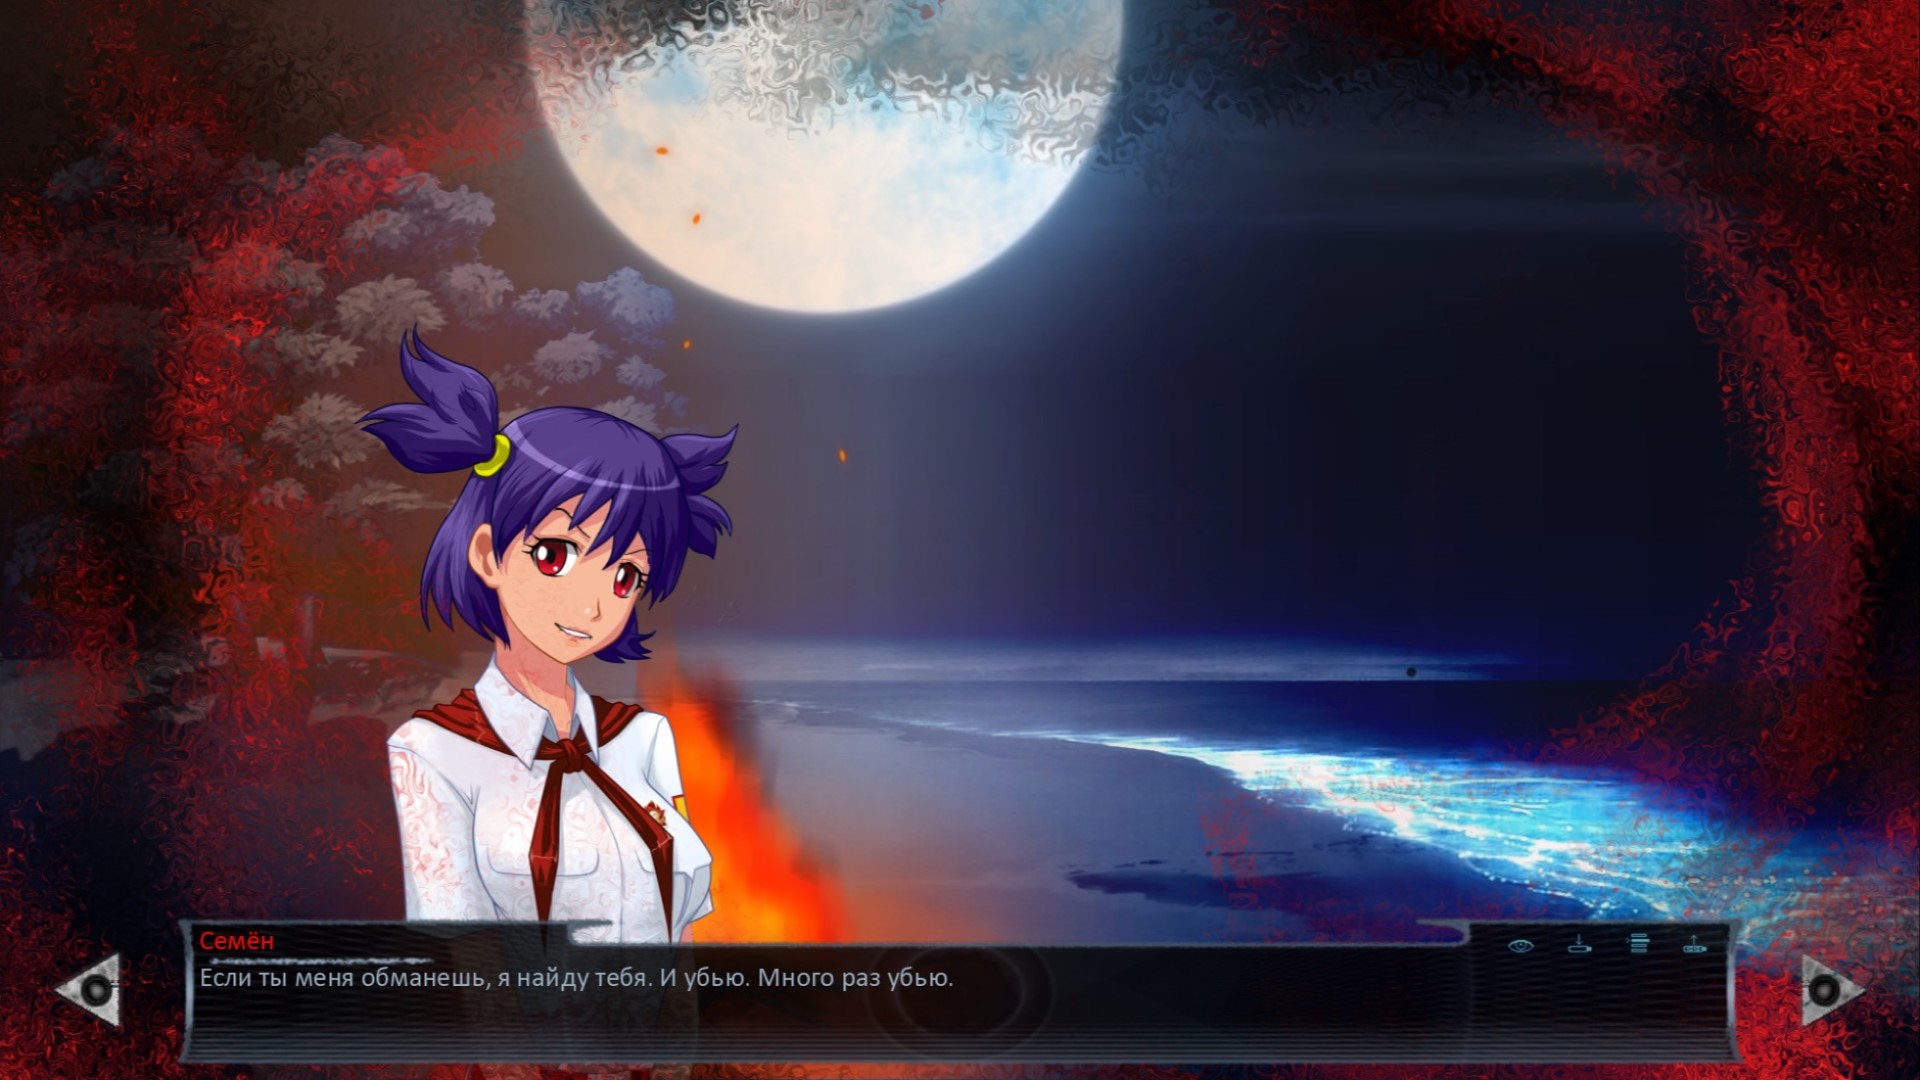 Семён
Если ты меня обманешь, я найду тебя. И убью. Много раз убью.